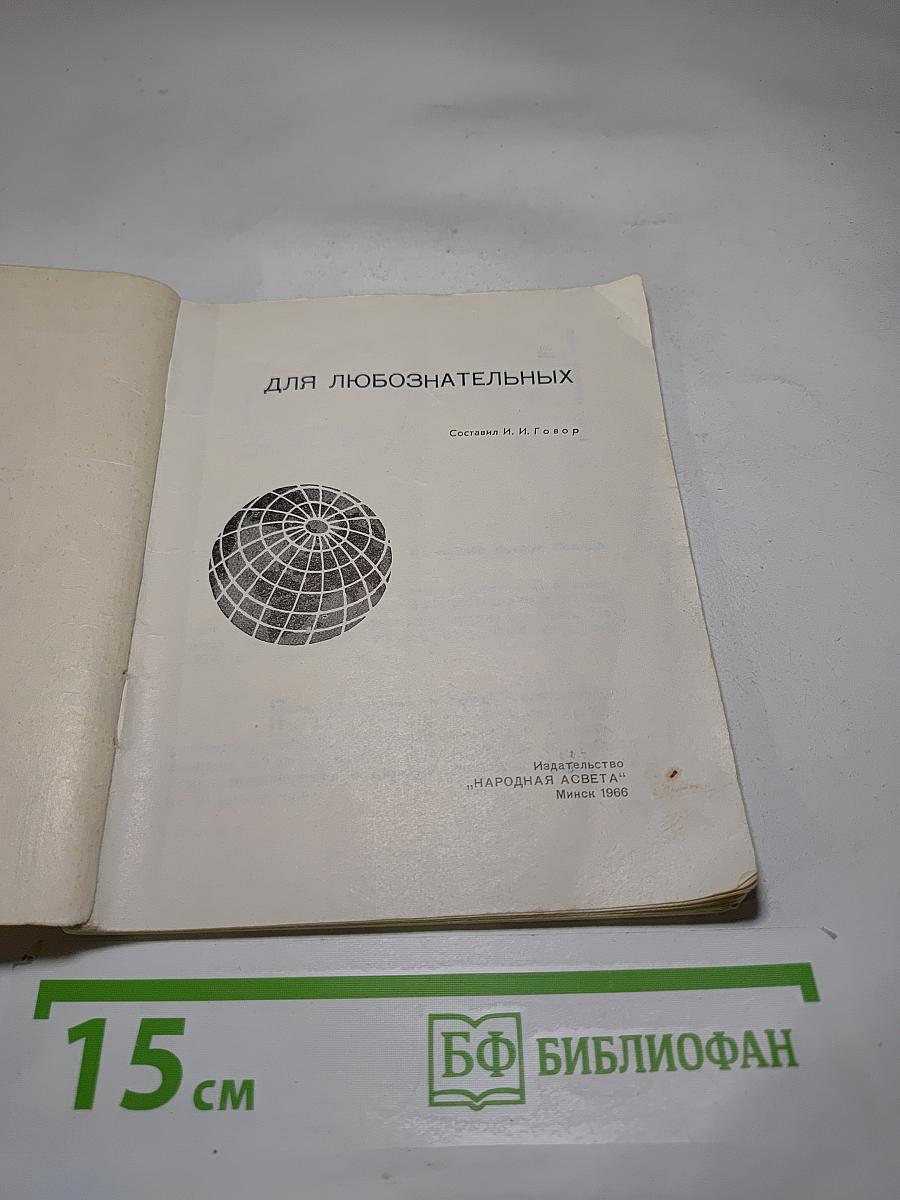 ДЛЯ ЛЮБОЗНАТЕЛЬНЫХ
Составил И. И. Говор
Издательство
„НАРОДНАЯ АСВЕТА“
Минск 1966
15 см
БФ БИБЛИОФАН